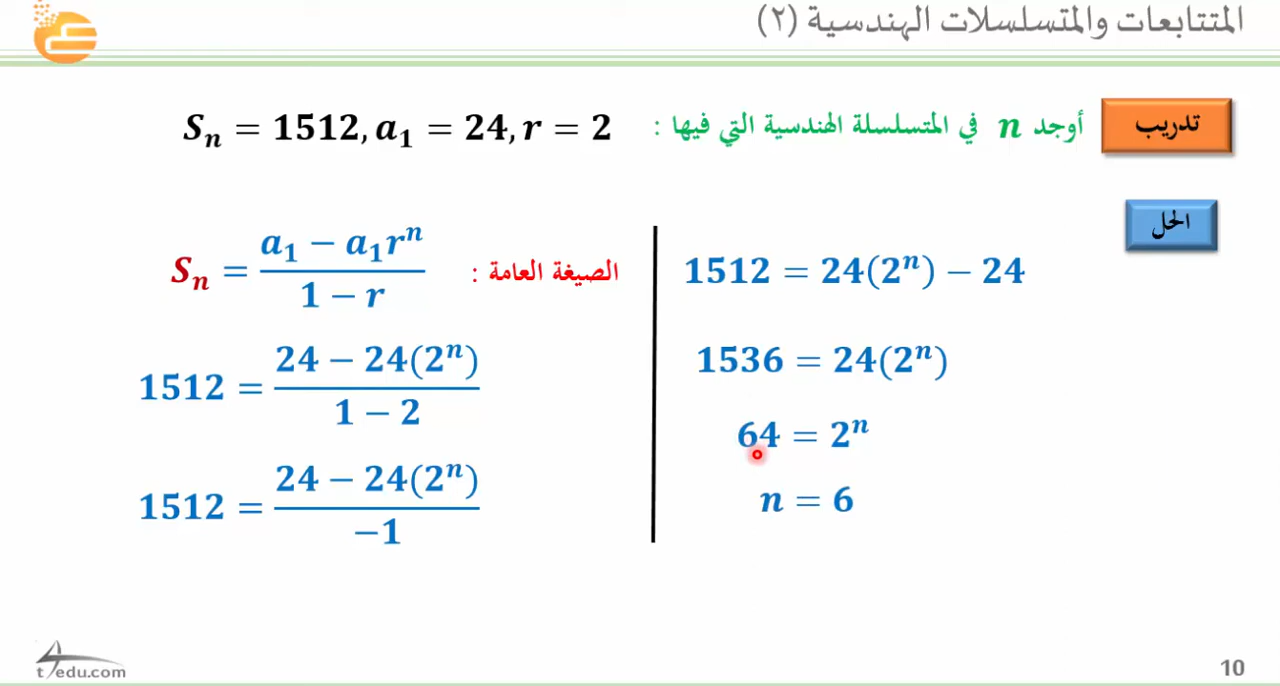 المتتابعات والمتسلسلات الهندسية (٢)
تدريب
أوجد n في المتسلسلة الهندسية التي فيها : Sₙ = 1512, a₁ = 24, r = 2
الحل
الصيغة العامة : Sₙ = (a₁ − a₁rⁿ)/(1 − r)
1512 = (24 − 24(2ⁿ))/(1 − 2)
1512 = (24 − 24(2ⁿ))/(−1)
1512 = 24(2ⁿ) − 24
1536 = 24(2ⁿ)
64 = 2ⁿ
n = 6
t4edu.com
10